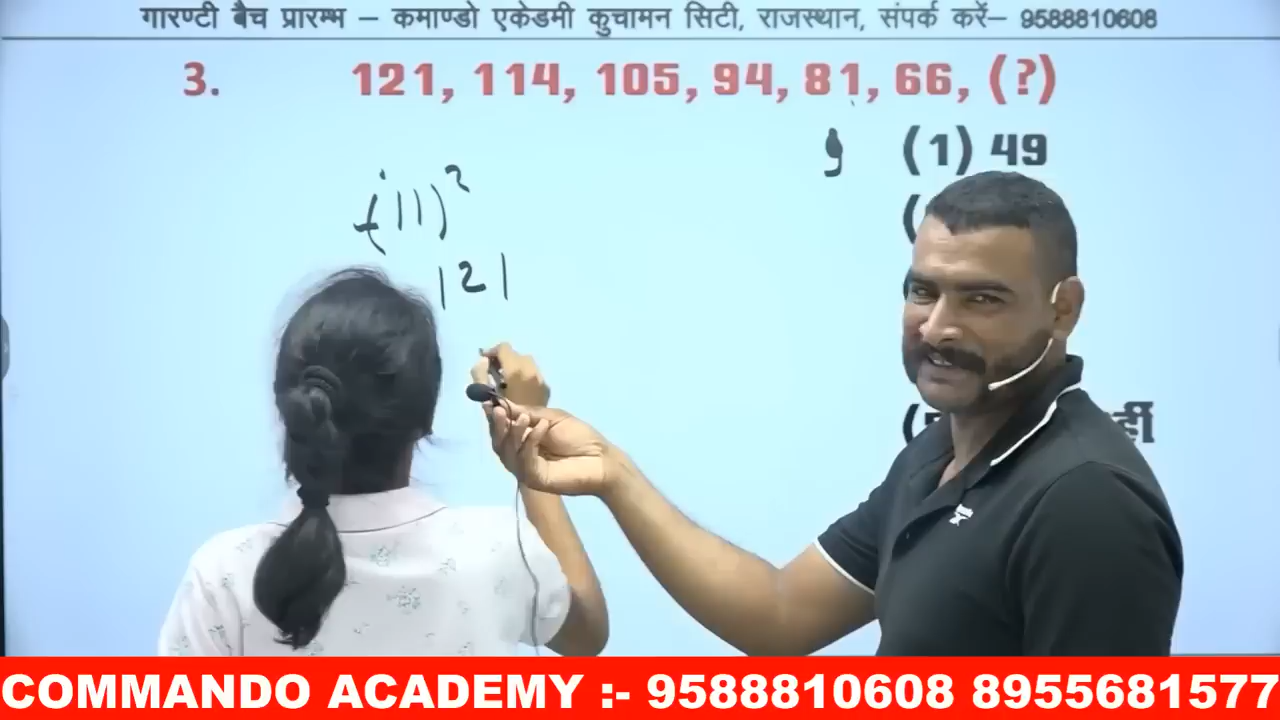 गारण्टी बैच प्रारम्भ – कमाण्डो एकेडमी कुचामन सिटी, राजस्थान, संपर्क करें– 9588810608
3. 121, 114, 105, 94, 81, 66, (?)
(1) 49
(11)²
121
COMMANDO ACADEMY :- 9588810608 8955681577